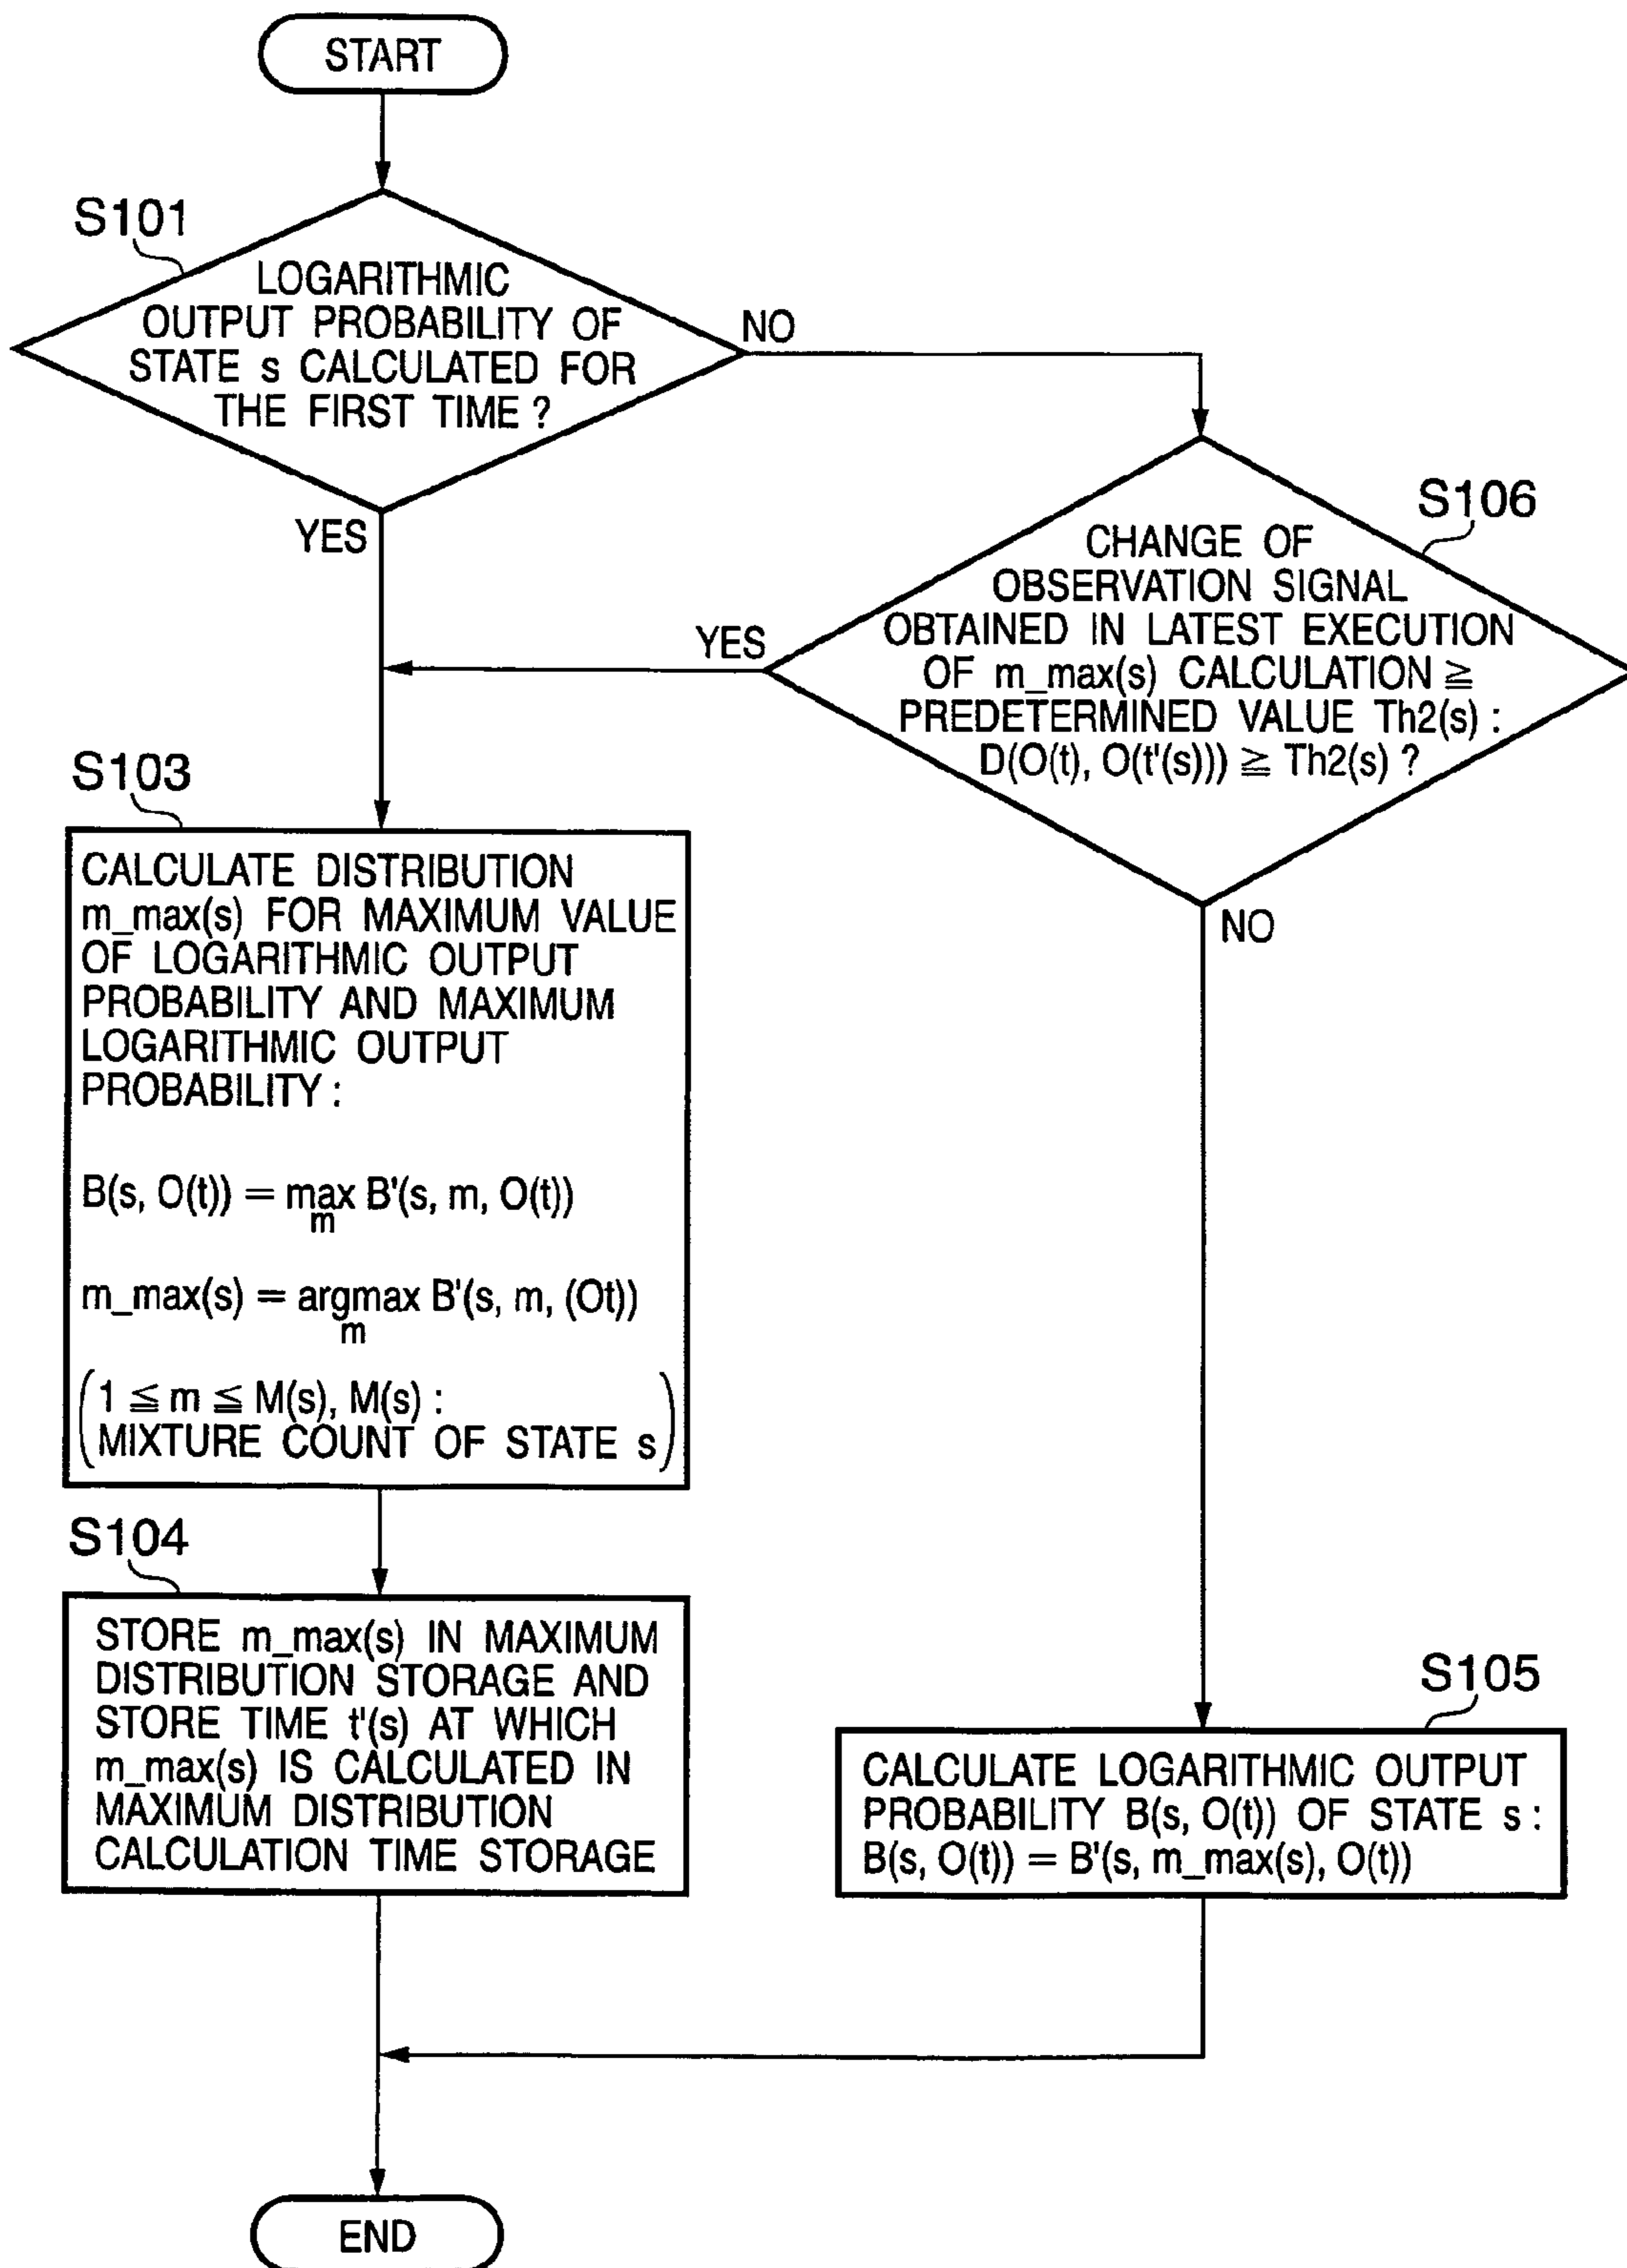 START
S101
LOGARITHMIC
OUTPUT PROBABILITY OF
STATE s CALCULATED FOR
THE FIRST TIME ?
NO
YES
S106
CHANGE OF
OBSERVATION SIGNAL
OBTAINED IN LATEST EXECUTION
OF m_max(s) CALCULATION ≧
PREDETERMINED VALUE Th2(s) :
D(O(t), O(t'(s))) ≧ Th2(s) ?
YES
NO
S103
CALCULATE DISTRIBUTION
m_max(s) FOR MAXIMUM VALUE
OF LOGARITHMIC OUTPUT
PROBABILITY AND MAXIMUM
LOGARITHMIC OUTPUT
PROBABILITY :
B(s, O(t)) = max B'(s, m, O(t))
m
m_max(s) = argmax B'(s, m, (Ot))
m
(1 ≦ m ≦ M(s), M(s) :
MIXTURE COUNT OF STATE s)
S104
STORE m_max(s) IN MAXIMUM
DISTRIBUTION STORAGE AND
STORE TIME t'(s) AT WHICH
m_max(s) IS CALCULATED IN
MAXIMUM DISTRIBUTION
CALCULATION TIME STORAGE
S105
CALCULATE LOGARITHMIC OUTPUT
PROBABILITY B(s, O(t)) OF STATE s :
B(s, O(t)) = B'(s, m_max(s), O(t))
END